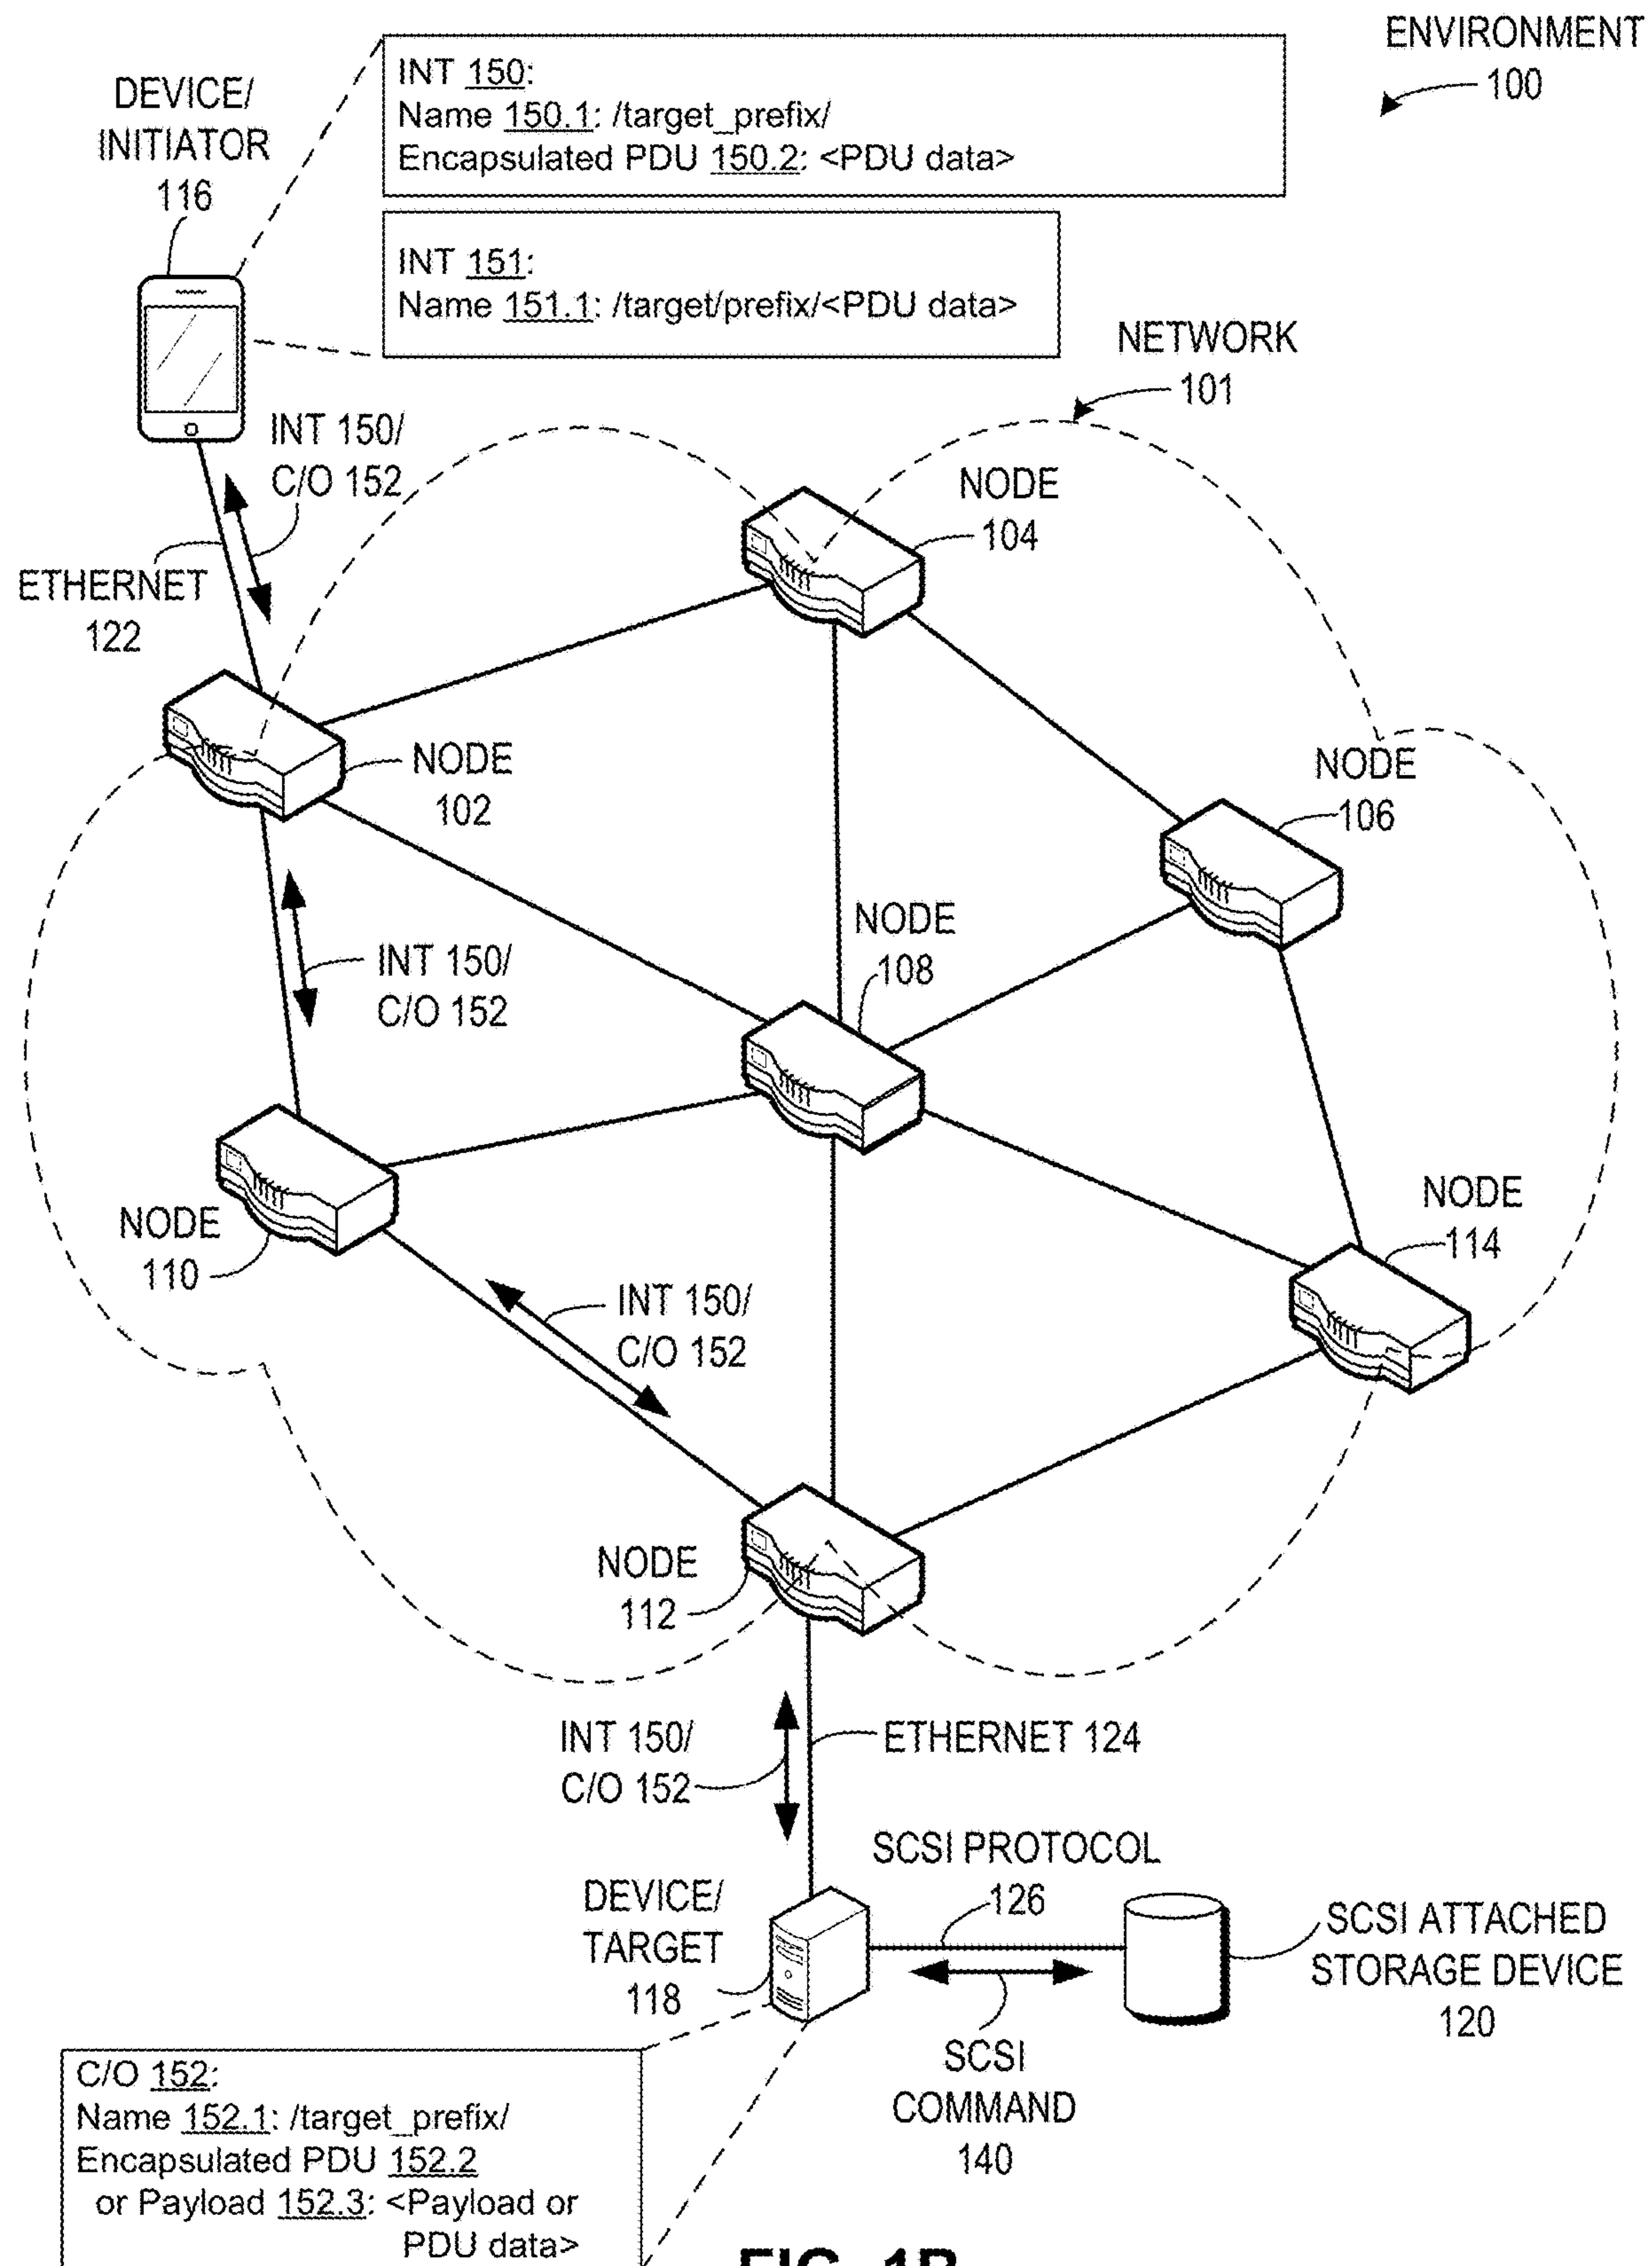 ENVIRONMENT
100
DEVICE/
INITIATOR
116
INT 150:
Name 150.1: /target_prefix/
Encapsulated PDU 150.2: <PDU data>
INT 151:
Name 151.1: /target/prefix/<PDU data>
NETWORK
101
INT 150/
C/O 152
ETHERNET
122
NODE
104
NODE
102
NODE
106
NODE
108
INT 150/
C/O 152
NODE
110
NODE
114
INT 150/
C/O 152
NODE
112
INT 150/
C/O 152
ETHERNET 124
SCSI PROTOCOL
126
DEVICE/
TARGET
118
SCSI ATTACHED
STORAGE DEVICE
120
SCSI
COMMAND
140
C/O 152:
Name 152.1: /target_prefix/
Encapsulated PDU 152.2
or Payload 152.3: <Payload or
PDU data>
FIG. 1B